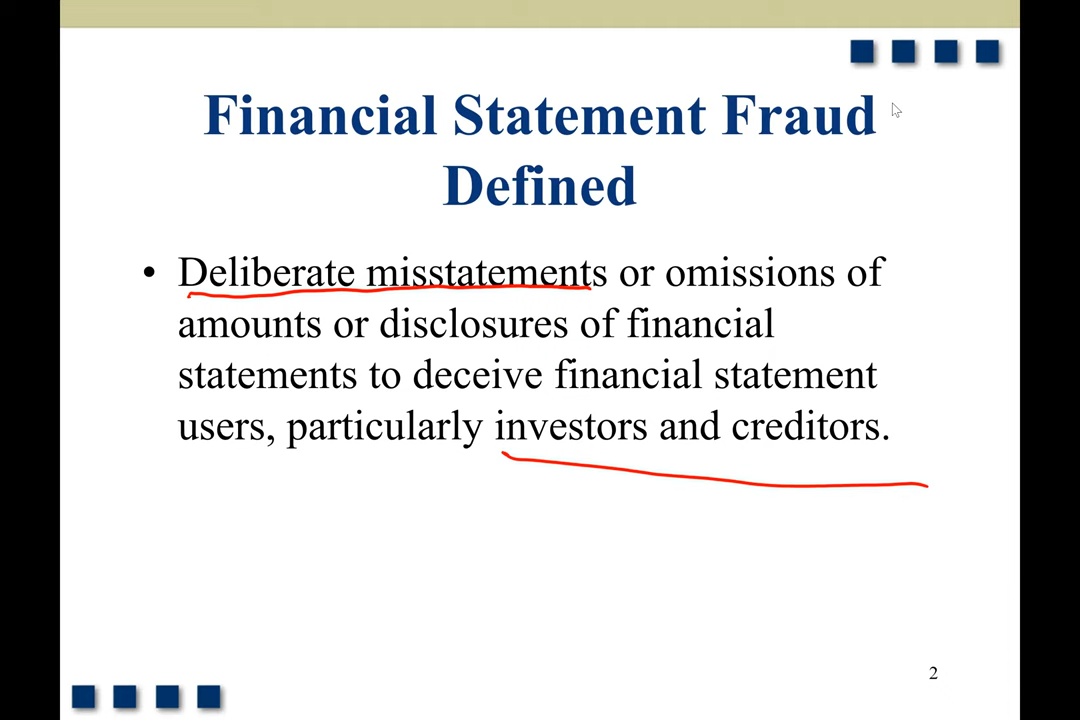 Financial Statement Fraud
Defined
• Deliberate misstatements or omissions of
amounts or disclosures of financial
statements to deceive financial statement
users, particularly investors and creditors.
2